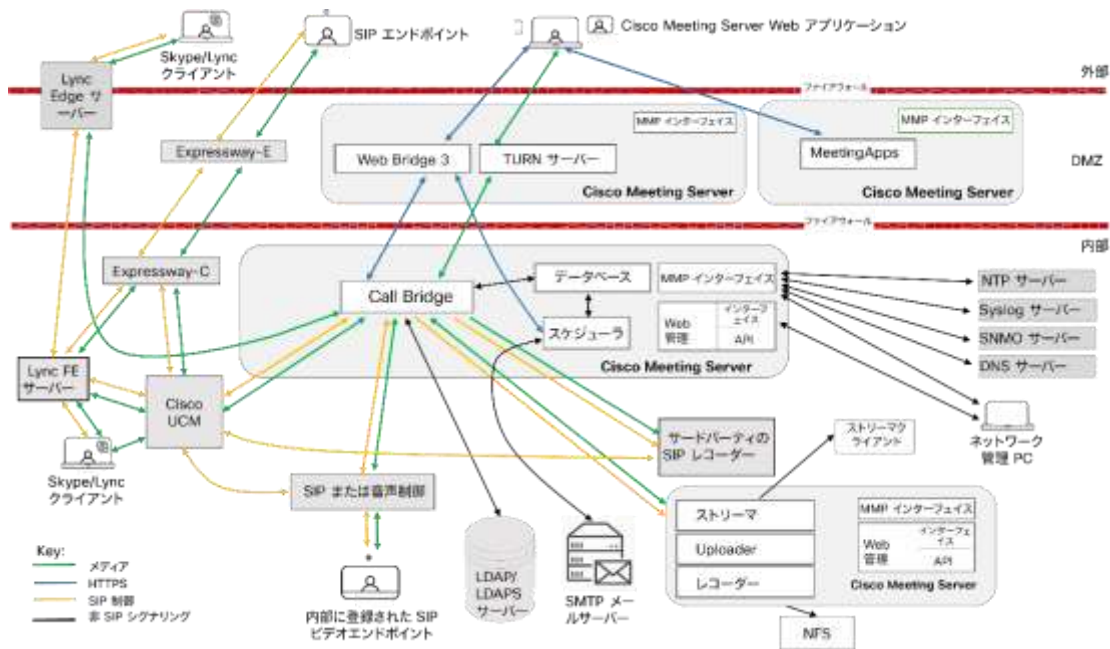 Cisco Meeting Server Web アプリケーション
SIP エンドポイント
Skype/Lync
クライアント
外部
ファイアウォール
Lync
Edge サ
ーバー
MMP インターフェイス
MMP インターフェイス
Expressway-E
Web Bridge 3
TURN サーバー
MeetingApps
DMZ
Cisco Meeting Server
Cisco Meeting Server
ファイアウォール
内部
Expressway-C
データベース
MMP インターフェイス
NTP サーバー
Call Bridge
Web
管理
インターフ
ェイス
API
Syslog サーバー
スケジューラ
SNMO サーバー
Cisco Meeting Server
DNS サーバー
Lync FE
サーバー
Cisco
UCM
サードパーティの
SIP レコーダー
ストリーマク
ライアント
ネットワーク
管理 PC
Skype/Lync
クライアント
SIP または音声制御
ストリーマ
MMP インターフェイス
Uploader
Web
管理
インターフェ
イス
API
レコーダー
Cisco Meeting Server
Key:
メディア
HTTPS
SIP 制御
非 SIP シグナリング
LDAP/
LDAPS
サーバー
SMTP メー
ルサーバー
内部に登録された SIP
ビデオエンドポイント
NFS